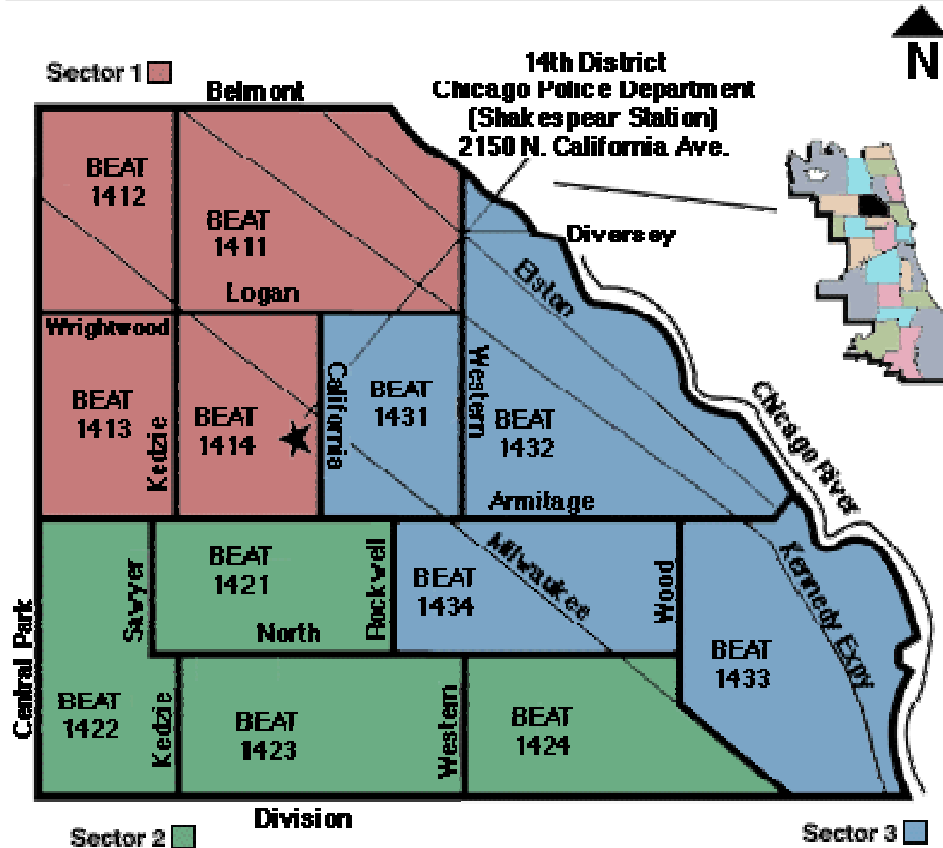 N
Sector 1
Belmont
14th District
Chicago Police Department
(Shakespear Station)
2150 N. California Ave.
BEAT
1412
BEAT
1411
Diversey
Elston
Logan
Wrightwood
BEAT
1413
Kedzie
BEAT
1414
California
BEAT
1431
Western
BEAT
1432
Chicago River
Armitage
Central Park
Sawyer
BEAT
1421
North
Rockwell
BEAT
1434
Milwaukee
Wood
Kennedy Expy
BEAT
1433
BEAT
1422
Kedzie
BEAT
1423
Western
BEAT
1424
Division
Sector 2
Sector 3